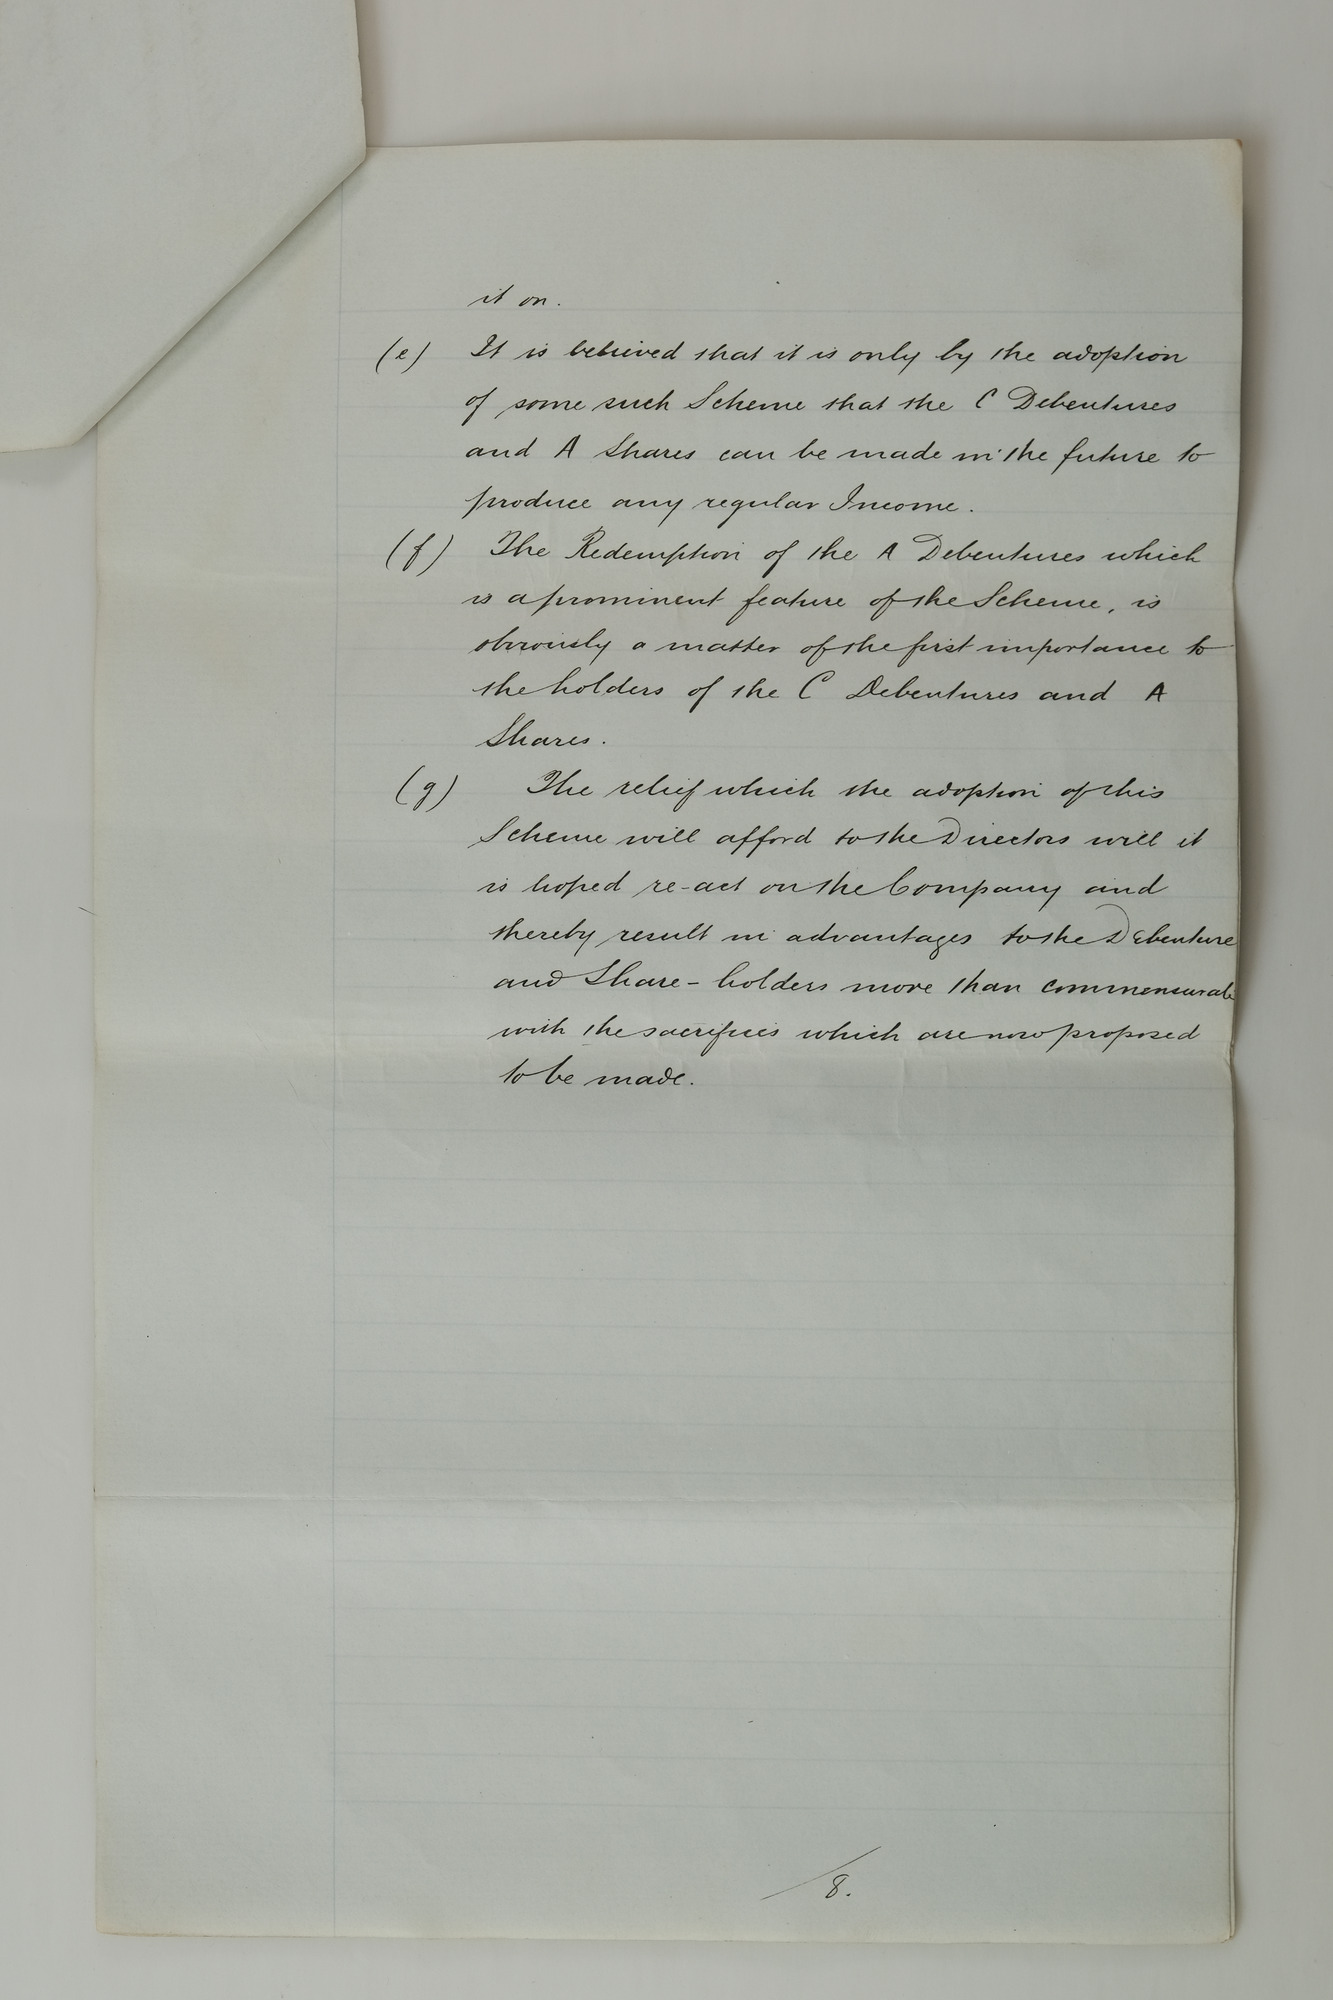 it on.
(e) It is believed that it is only by the adoption
of some such Scheme that the C Debentures
and A Shares can be made in the future to
produce any regular Income.
(f) The Redemption of the A Debentures which
is a prominent feature of the Scheme, is
obviously a matter of the first importance to
the holders of the C Debentures and A
Shares.
(g) The relief which the adoption of this
Scheme will afford to the Directors will it
is hoped re-act on the Company and
thereby result in advantages to the Debenture
and Share-holders more than commensurate
with the sacrifices which are now proposed
to be made.
8.